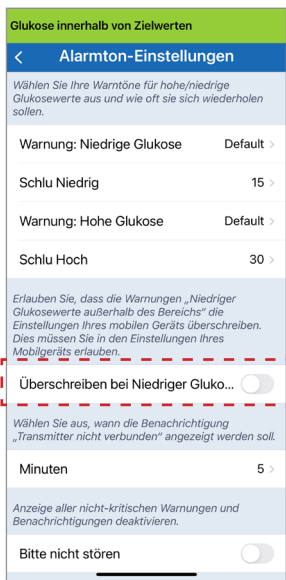 Glukose innerhalb von Zielwerten
Alarmton-Einstellungen
Wählen Sie Ihre Warntöne für hohe/niedrige
Glukosewerte aus und wie oft sie sich wiederholen
sollen.
Warnung: Niedrige Glukose Default
Schlu Niedrig 15
Warnung: Hohe Glukose Default
Schlu Hoch 30
Erlauben Sie, dass die Warnungen „Niedriger
Glukosewerte außerhalb des Bereichs" die
Einstellungen Ihres mobilen Geräts überschreiben.
Dies müssen Sie in den Einstellungen Ihres
Mobilgeräts erlauben.
Überschreiben bei Niedriger Gluko...
Wählen Sie aus, wann die Benachrichtigung
„Transmitter nicht verbunden" angezeigt werden soll.
Minuten 5
Anzeige aller nicht-kritischen Warnungen und
Benachrichtigungen deaktivieren.
Bitte nicht stören